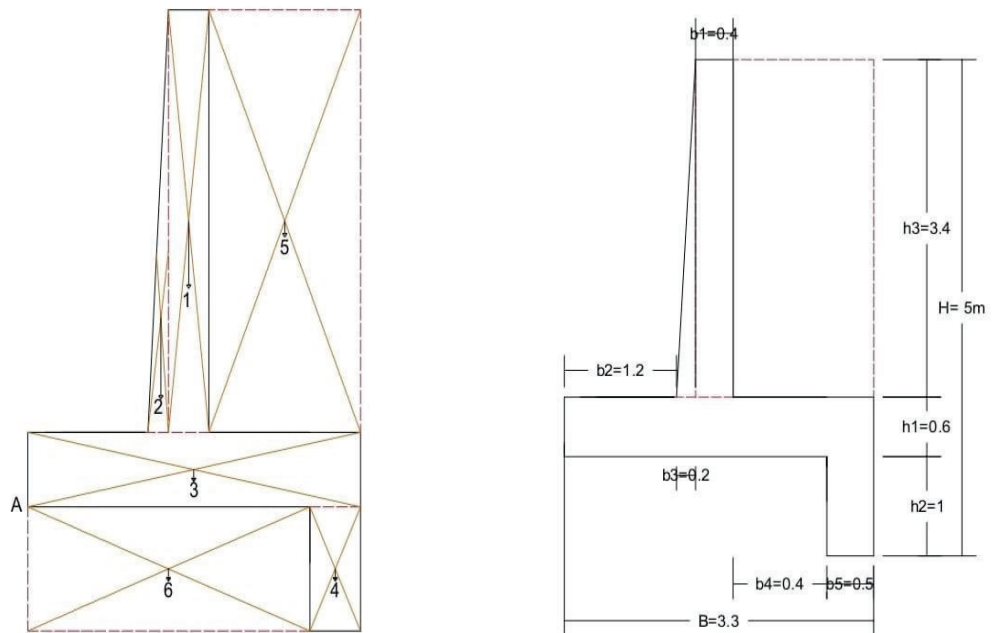 1
5
2
3
A
6
4
b1=0.4
h3=3.4
H= 5m
b2=1.2
h1=0.6
b3=0.2
h2=1
b4=0.4
b5=0.5
B=3.3